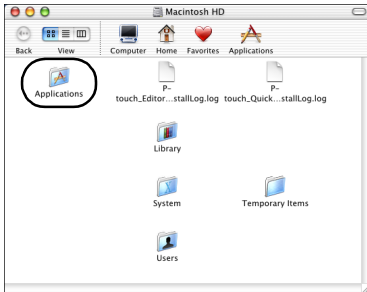 Macintosh HD
Back View Computer Home Favorites Applications
Applications
P-
touch_Editor...stallLog.log
P-
touch_Quick...stallLog.log
Library
System
Temporary Items
Users